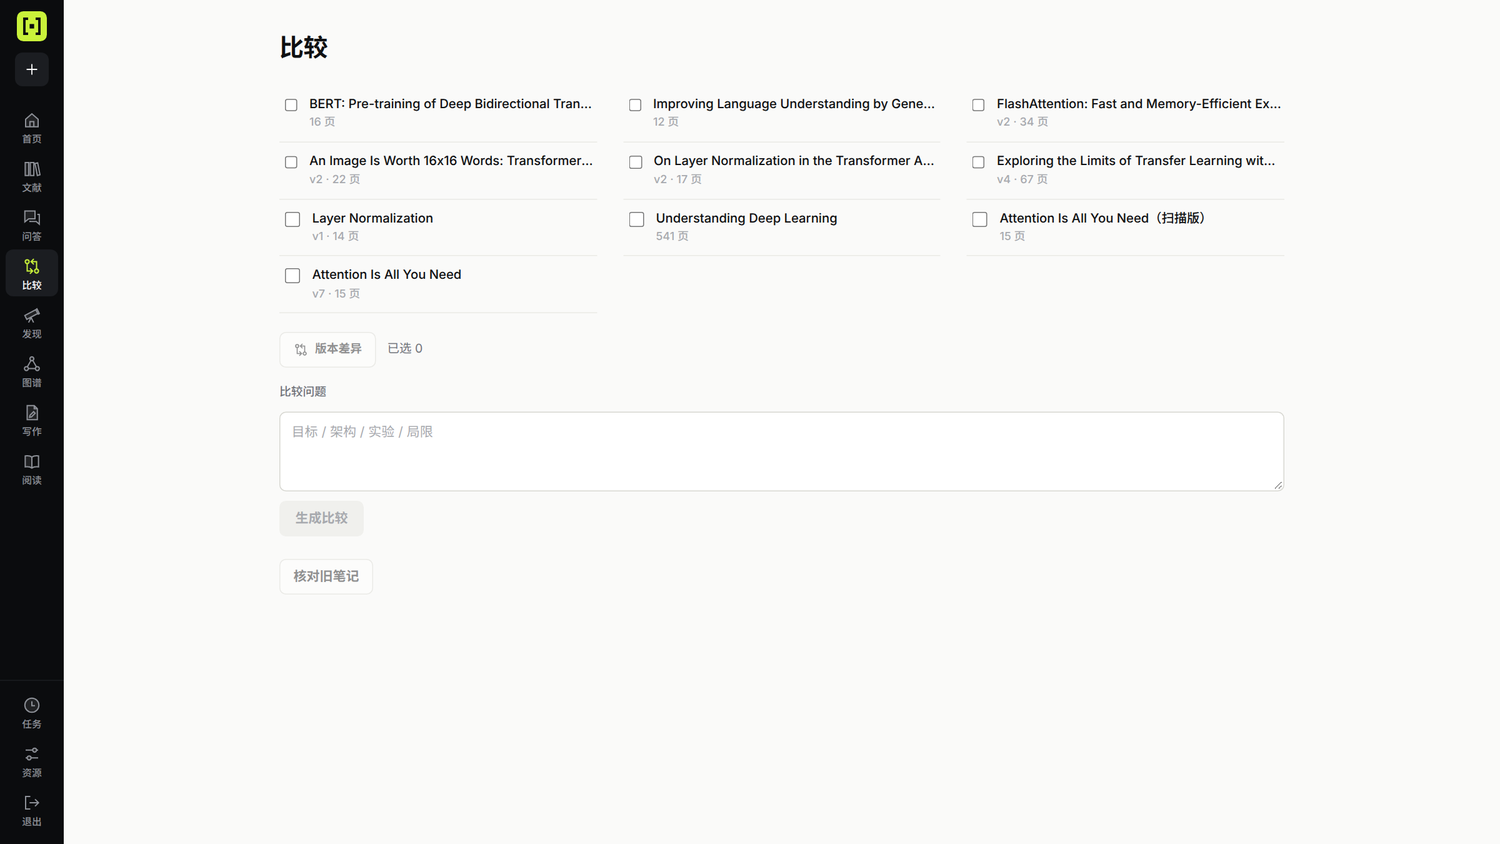 比较
BERT: Pre-training of Deep Bidirectional Tran...
16 页
Improving Language Understanding by Gene...
12 页
FlashAttention: Fast and Memory-Efficient Ex...
v2 · 34 页
An Image Is Worth 16x16 Words: Transformer...
v2 · 22 页
On Layer Normalization in the Transformer A...
v2 · 17 页
Exploring the Limits of Transfer Learning wit...
v4 · 67 页
Layer Normalization
v1 · 14 页
Understanding Deep Learning
541 页
Attention Is All You Need（扫描版）
15 页
Attention Is All You Need
v7 · 15 页
版本差异
已选 0
比较问题
目标 / 架构 / 实验 / 局限
生成比较
核对旧笔记
首页
文献
问答
比较
发现
图谱
写作
阅读
任务
资源
退出